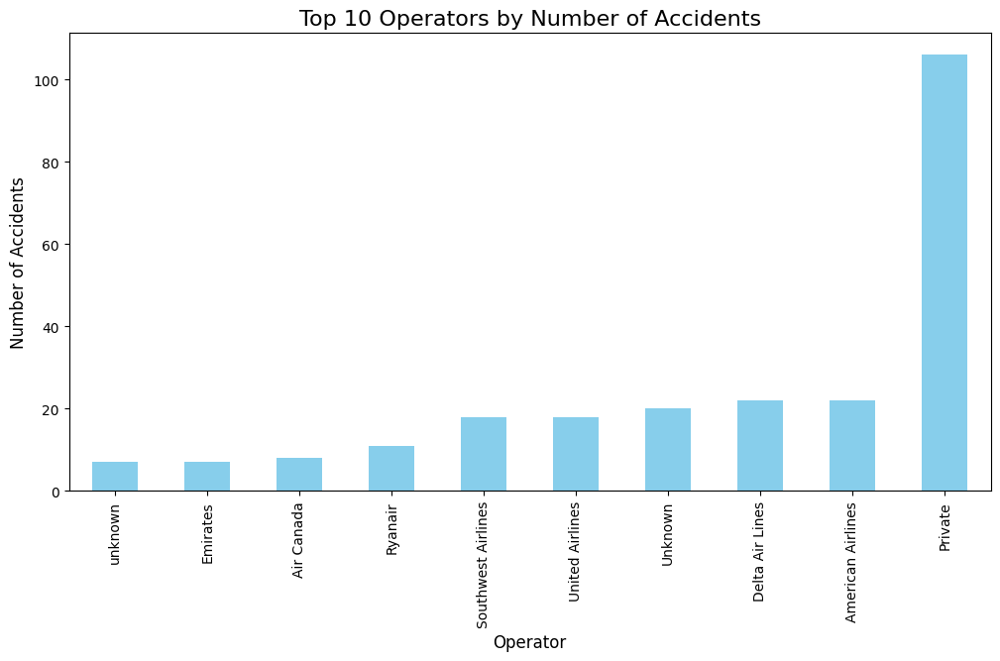 Top 10 Operators by Number of Accidents
Number of Accidents
100
80
60
40
20
0
unknown
Emirates
Air Canada
Ryanair
Southwest Airlines
United Airlines
Unknown
Delta Air Lines
American Airlines
Private
Operator